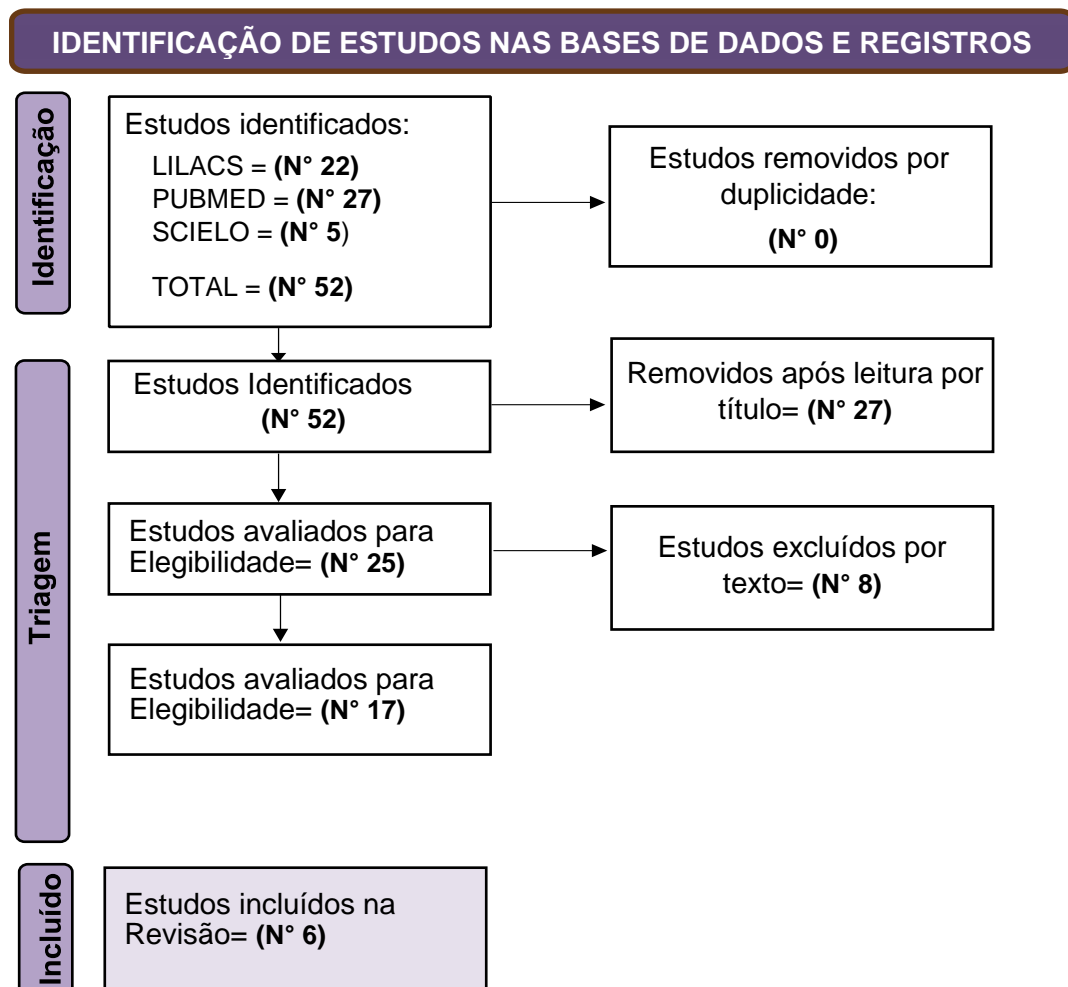 IDENTIFICAÇÃO DE ESTUDOS NAS BASES DE DADOS E REGISTROS
Identificação
Estudos identificados:
LILACS = (N° 22)
PUBMED = (N° 27)
SCIELO = (N° 5)
TOTAL = (N° 52)
Estudos removidos por
duplicidade:
(N° 0)
Triagem
Estudos Identificados
(N° 52)
Removidos após leitura por
título= (N° 27)
Estudos avaliados para
Elegibilidade= (N° 25)
Estudos excluídos por
texto= (N° 8)
Estudos avaliados para
Elegibilidade= (N° 17)
Incluído
Estudos incluídos na
Revisão= (N° 6)